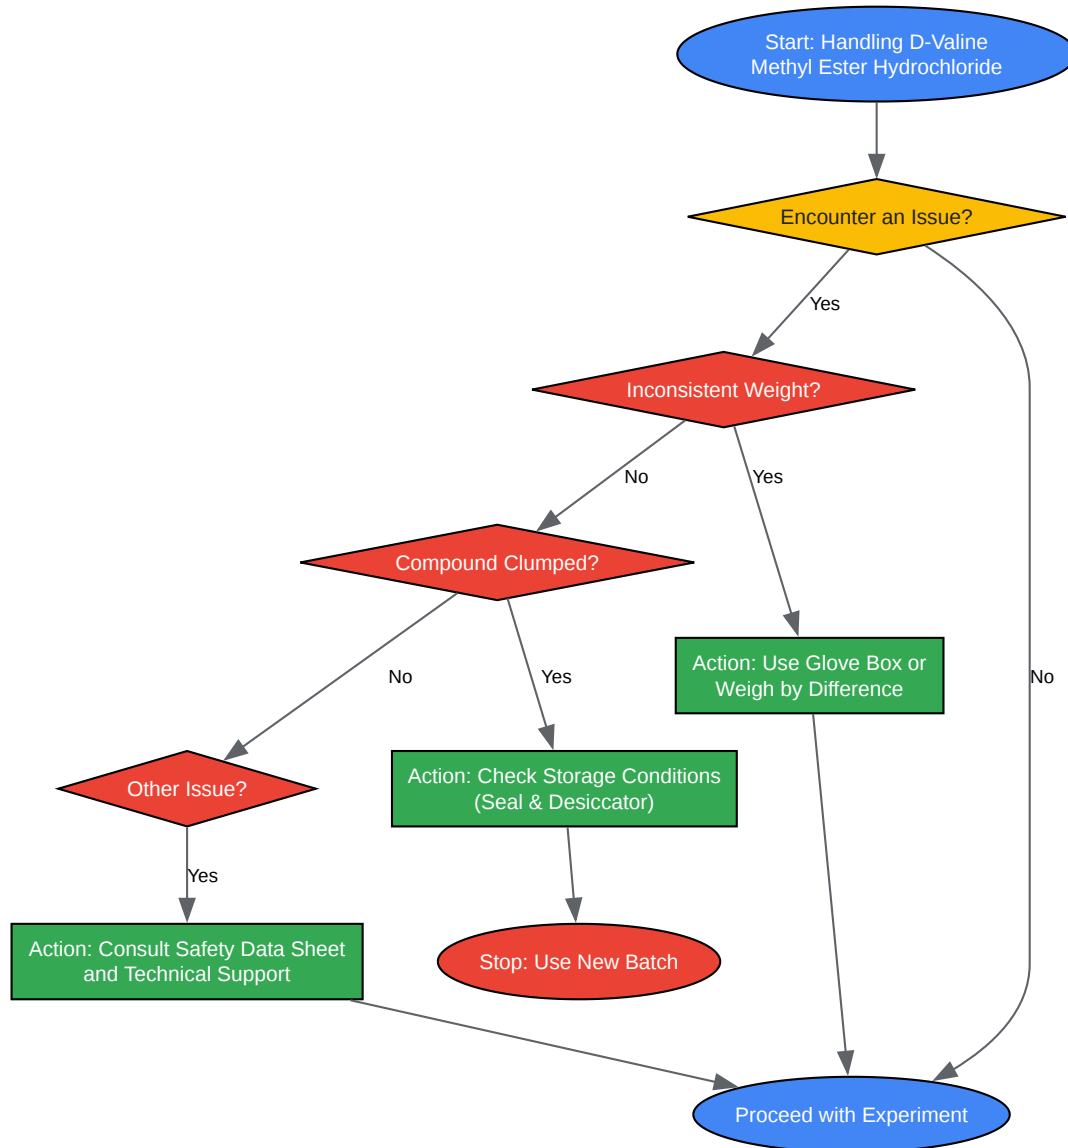 Start: Handling D-Valine
Methyl Ester Hydrochloride
Encounter an Issue?
Yes
Inconsistent Weight?
No
Yes
Compound Clumped?
Action: Use Glove Box or
Weigh by Difference
No
No
Yes
Other Issue?
Action: Check Storage Conditions
(Seal & Desiccator)
Yes
Action: Consult Safety Data Sheet
and Technical Support
Stop: Use New Batch
Proceed with Experiment